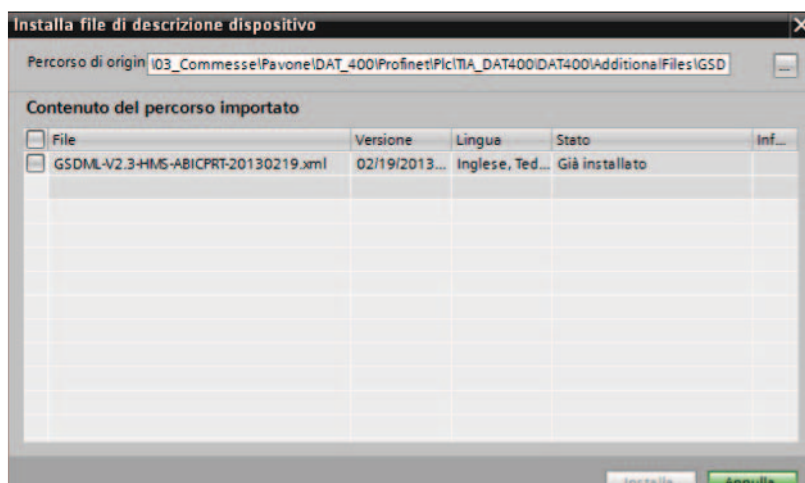 Installa file di descrizione dispositivo
Percorso di origin \03_Commesse\Pavone\DAT_400\Profinet\Plc\TIA_DAT400\DAT400\AdditionalFiles\GSD ...
Contenuto del percorso importato
File Versione Lingua Stato Inf...
GSDML-V2.3-HMS-ABICPRT-20130219.xml 02/19/2013... Inglese, Ted... Già installato
Installa Annulla